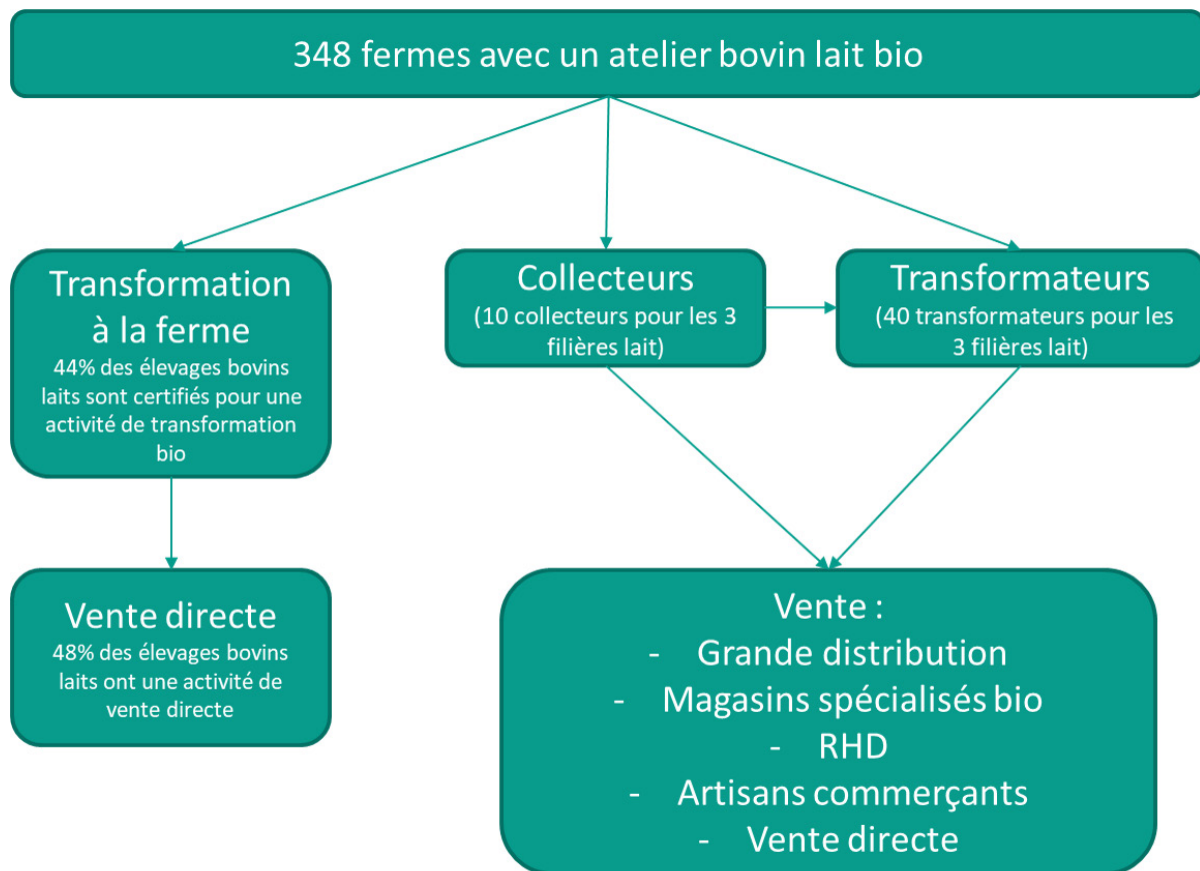 348 fermes avec un atelier bovin lait bio
Transformation
à la ferme
44% des élevages bovins
laits sont certifiés pour une
activité de transformation
bio
Collecteurs
(10 collecteurs pour les 3
filières lait)
Transformateurs
(40 transformateurs pour les
3 filières lait)
Vente directe
48% des élevages bovins
laits ont une activité de
vente directe
Vente :
- Grande distribution
- Magasins spécialisés bio
- RHD
- Artisans commerçants
- Vente directe